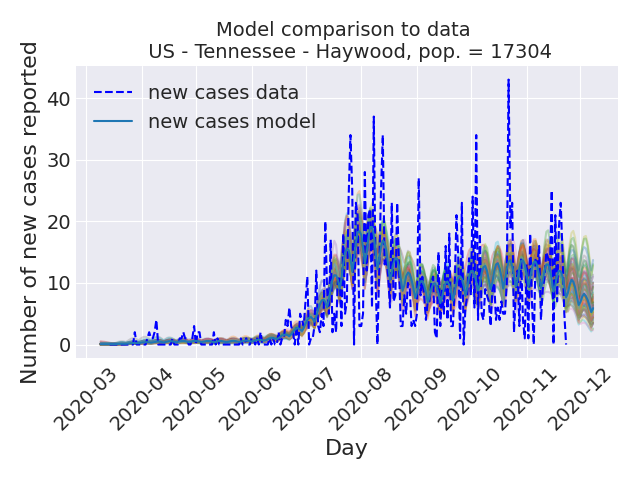 Model comparison to data
US - Tennessee - Haywood, pop. = 17304
Number of new cases reported
40
30
20
10
0
new cases data
new cases model
2020-03
2020-04
2020-05
2020-06
2020-07
2020-08
2020-09
2020-10
2020-11
2020-12
Day